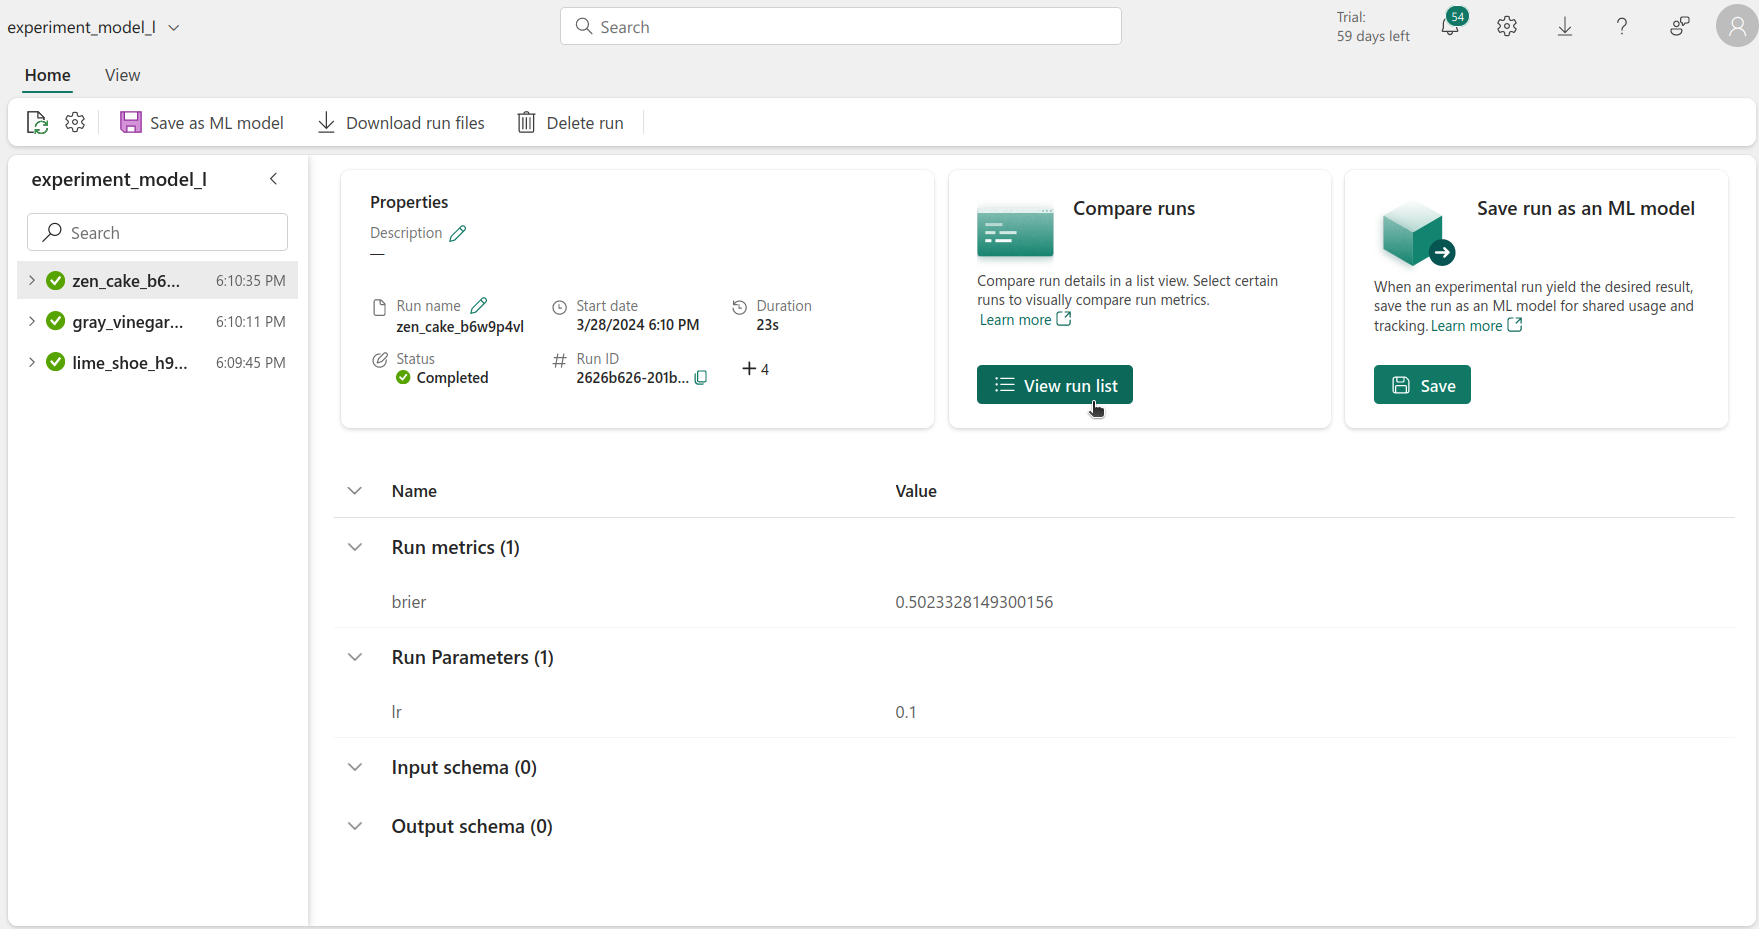 experiment_model_l
Search
Trial:
59 days left
54
Home
View
Save as ML model
Download run files
Delete run
experiment_model_l
Search
zen_cake_b6... 6:10:35 PM
gray_vinegar... 6:10:11 PM
lime_shoe_h9... 6:09:45 PM
Properties
Description
—
Run name
zen_cake_b6w9p4vl
Start date
3/28/2024 6:10 PM
Duration
23s
Status
Completed
Run ID
2626b626-201b...
+ 4
Compare runs
Compare run details in a list view. Select certain
runs to visually compare run metrics.
Learn more
View run list
Save run as an ML model
When an experimental run yield the desired result,
save the run as an ML model for shared usage and
tracking. Learn more
Save
Name Value
Run metrics (1)
brier 0.5023328149300156
Run Parameters (1)
lr 0.1
Input schema (0)
Output schema (0)